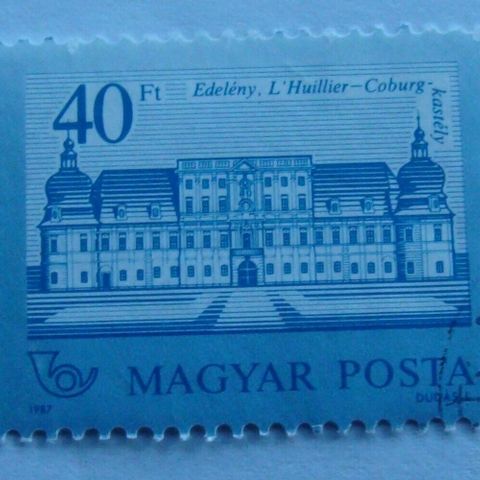 40 Ft
Edelény, L'Huillier–Coburg-
kastély
MAGYAR POSTA
1987
DUDÁS L.